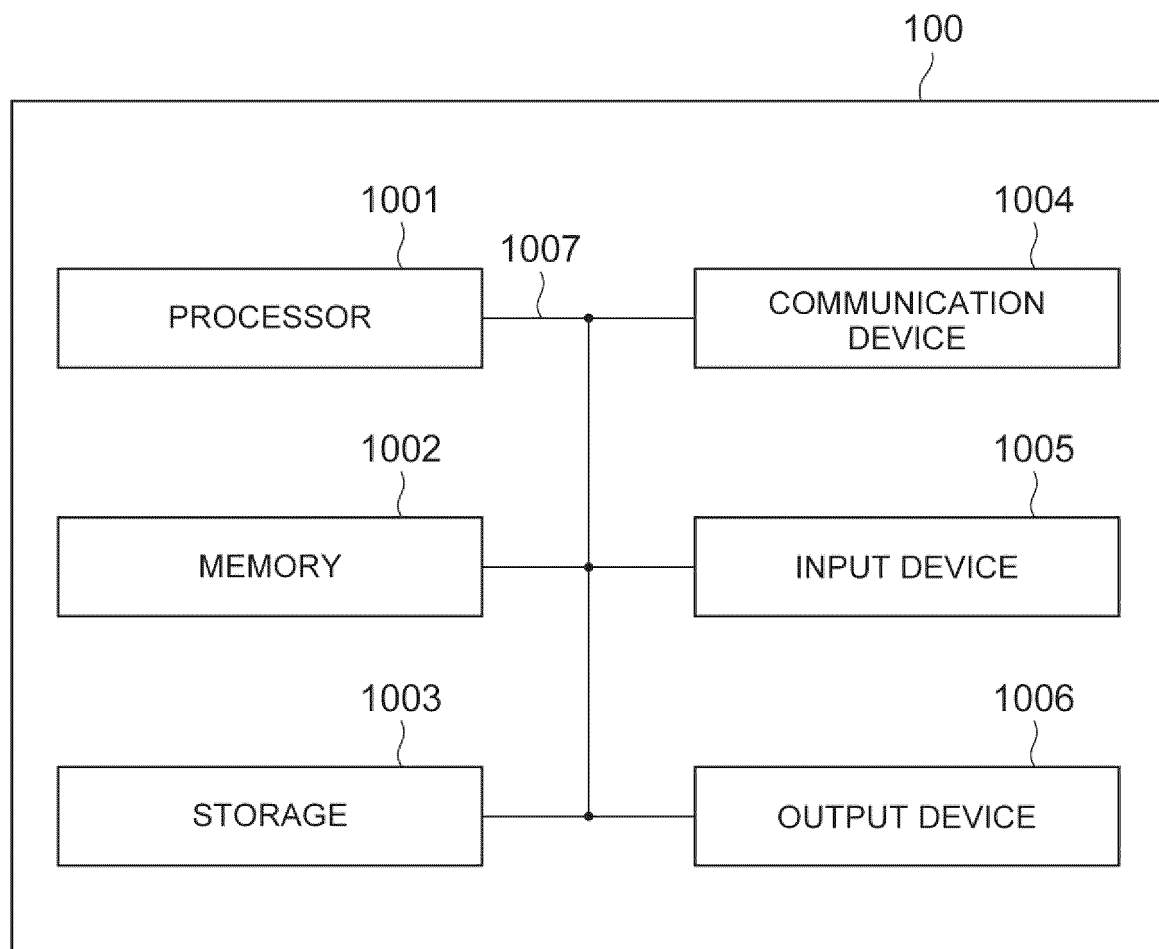 100
1001
1007
1004
PROCESSOR
COMMUNICATION
DEVICE
1002
1005
MEMORY
INPUT DEVICE
1003
1006
STORAGE
OUTPUT DEVICE